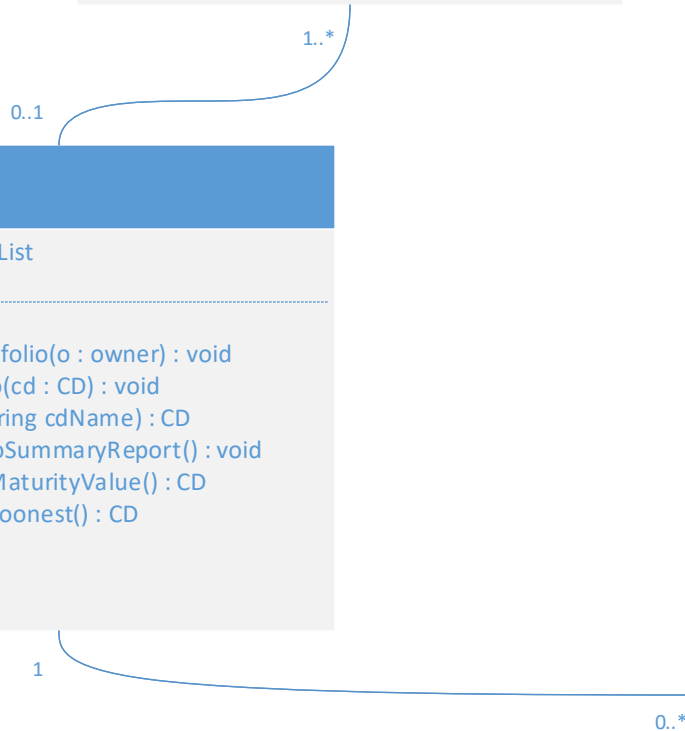 1..*
0..1
List
folio(o : owner) : void
(cd : CD) : void
ring cdName) : CD
SummaryReport() : void
MaturityValue() : CD
oonest() : CD
1
0..*